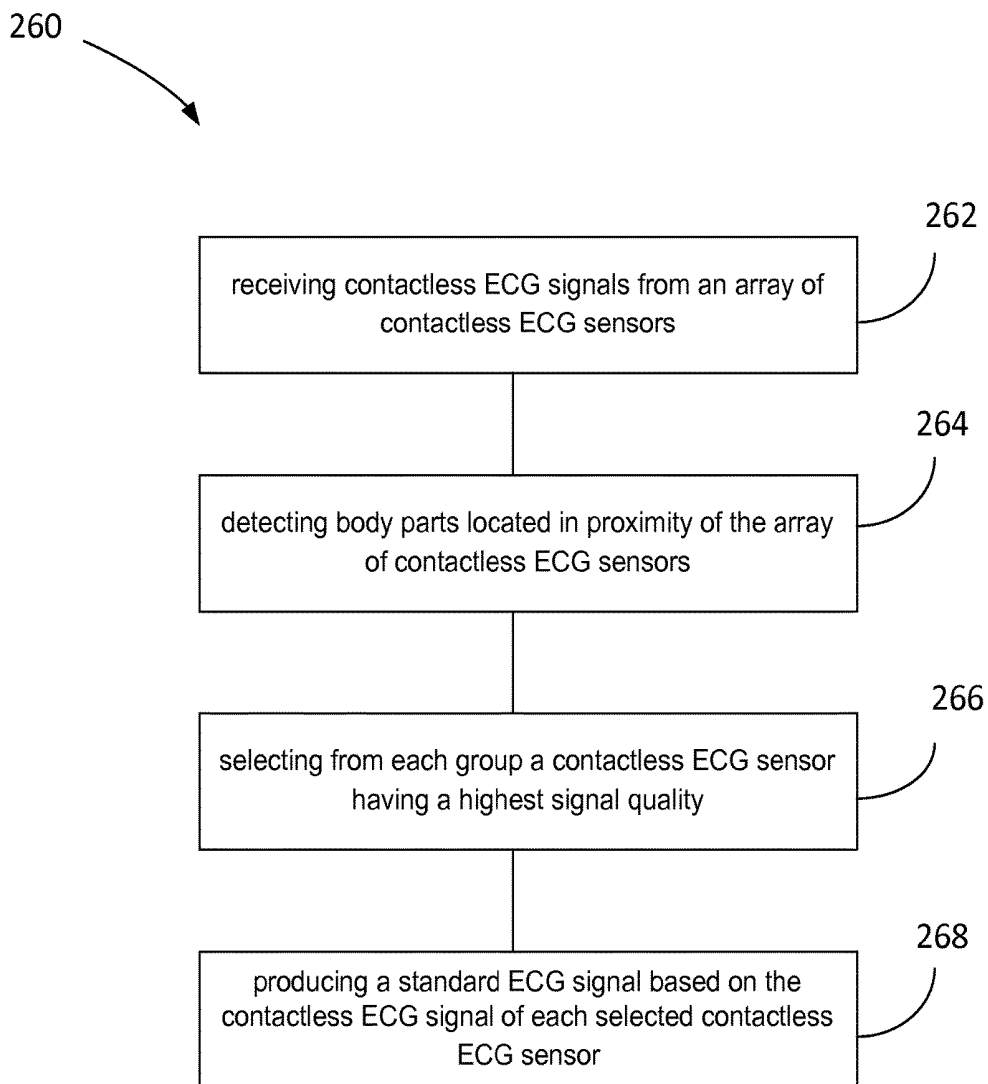 260
262
receiving contactless ECG signals from an array of
contactless ECG sensors
264
detecting body parts located in proximity of the array
of contactless ECG sensors
266
selecting from each group a contactless ECG sensor
having a highest signal quality
268
producing a standard ECG signal based on the
contactless ECG signal of each selected contactless
ECG sensor